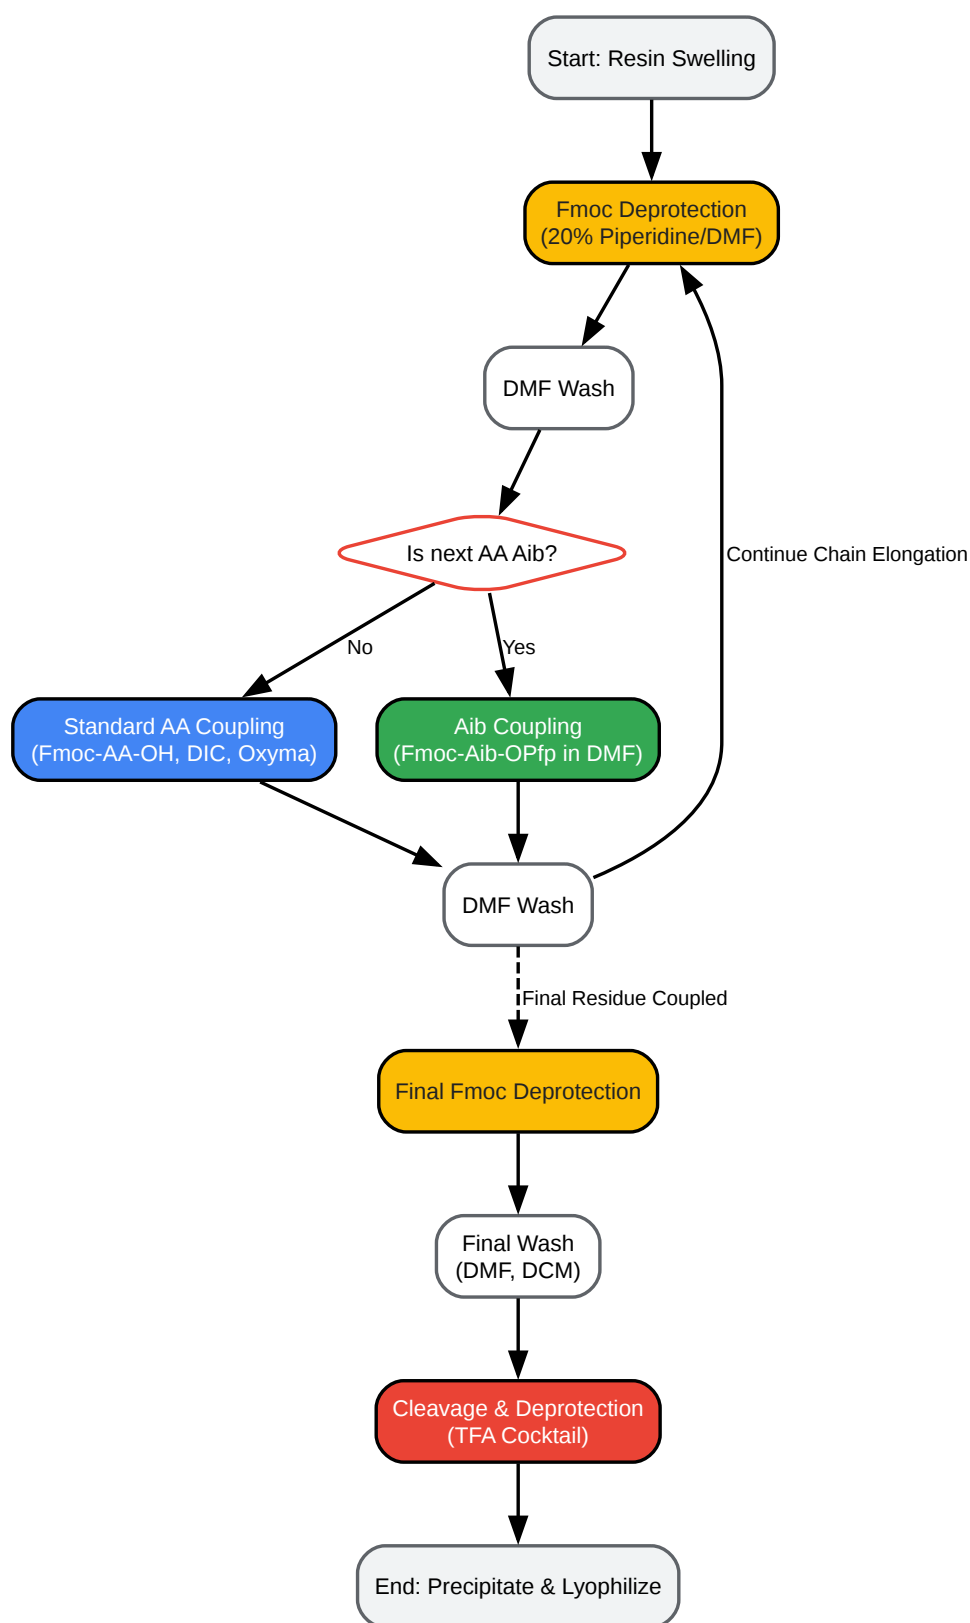 Start: Resin Swelling
Fmoc Deprotection
(20% Piperidine/DMF)
DMF Wash
Is next AA Aib?
Continue Chain Elongation
No
Yes
Standard AA Coupling
(Fmoc-AA-OH, DIC, Oxyma)
Aib Coupling
(Fmoc-Aib-OPfp in DMF)
DMF Wash
Final Residue Coupled
Final Fmoc Deprotection
Final Wash
(DMF, DCM)
Cleavage & Deprotection
(TFA Cocktail)
End: Precipitate & Lyophilize